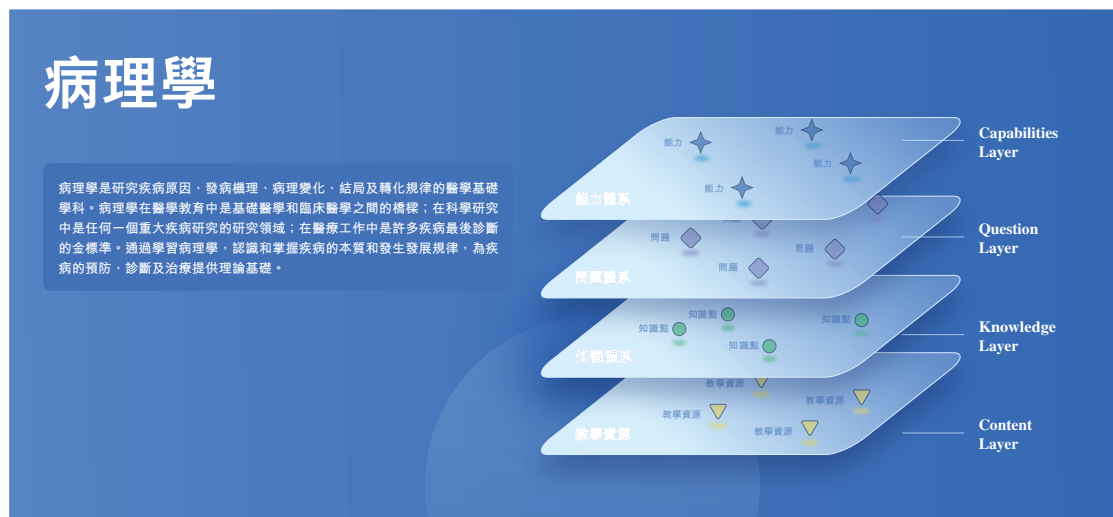 病理學
病理學是研究疾病原因、發病機理、病理變化、結局及轉化規律的醫學基礎
學科。病理學在醫學教育中是基礎醫學和臨床醫學之間的橋樑；在科學研究
中是任何一個重大疾病研究的研究領域；在醫療工作中是許多疾病最後診斷
的金標準。通過學習病理學，認識和掌握疾病的本質和發生發展規律，為疾
病的預防、診斷及治療提供理論基礎。
能力
能力
能力
能力
能力體系
Capabilities
Layer
問題
問題
問題
問題
問題體系
Question
Layer
知識點
知識點
知識點
知識點
Knowledge
Layer
教學資源
教學資源
教學資源
教學資源
教學資源
Content
Layer